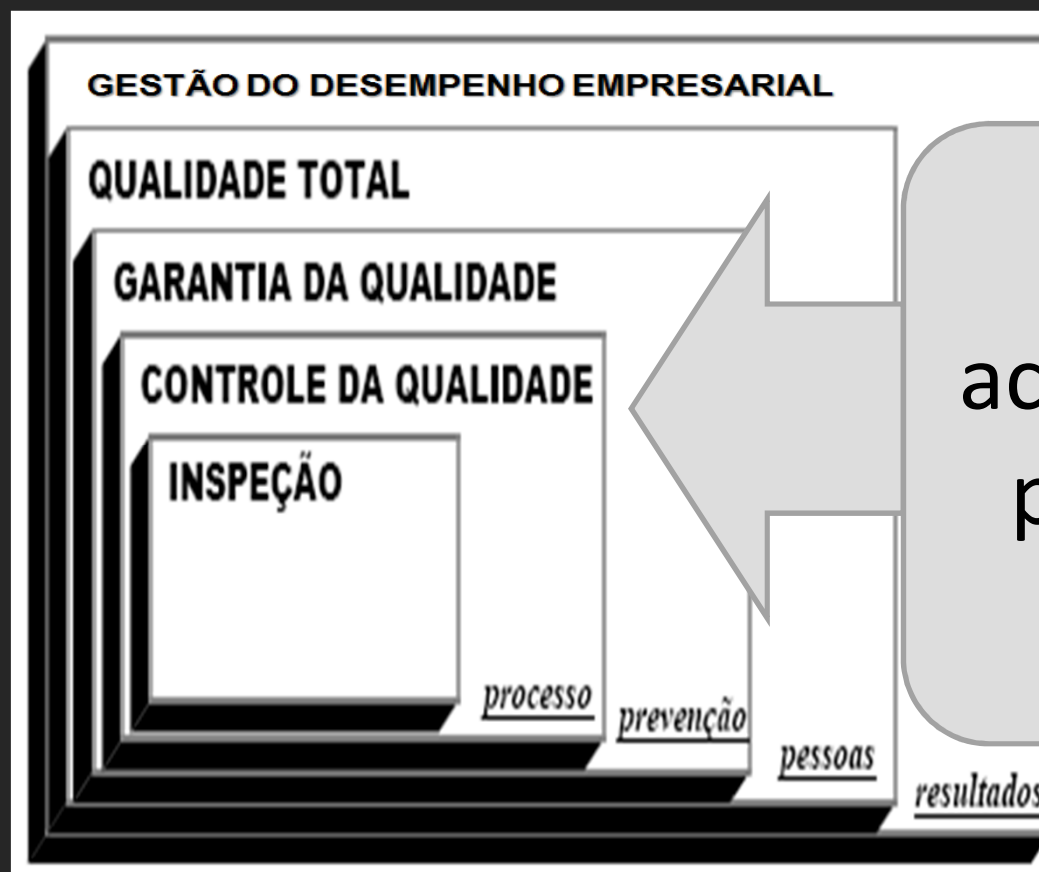 GESTÃO DO DESEMPENHO EMPRESARIAL
QUALIDADE TOTAL
GARANTIA DA QUALIDADE
CONTROLE DA QUALIDADE
INSPEÇÃO
processo
prevenção
pessoas
resultados